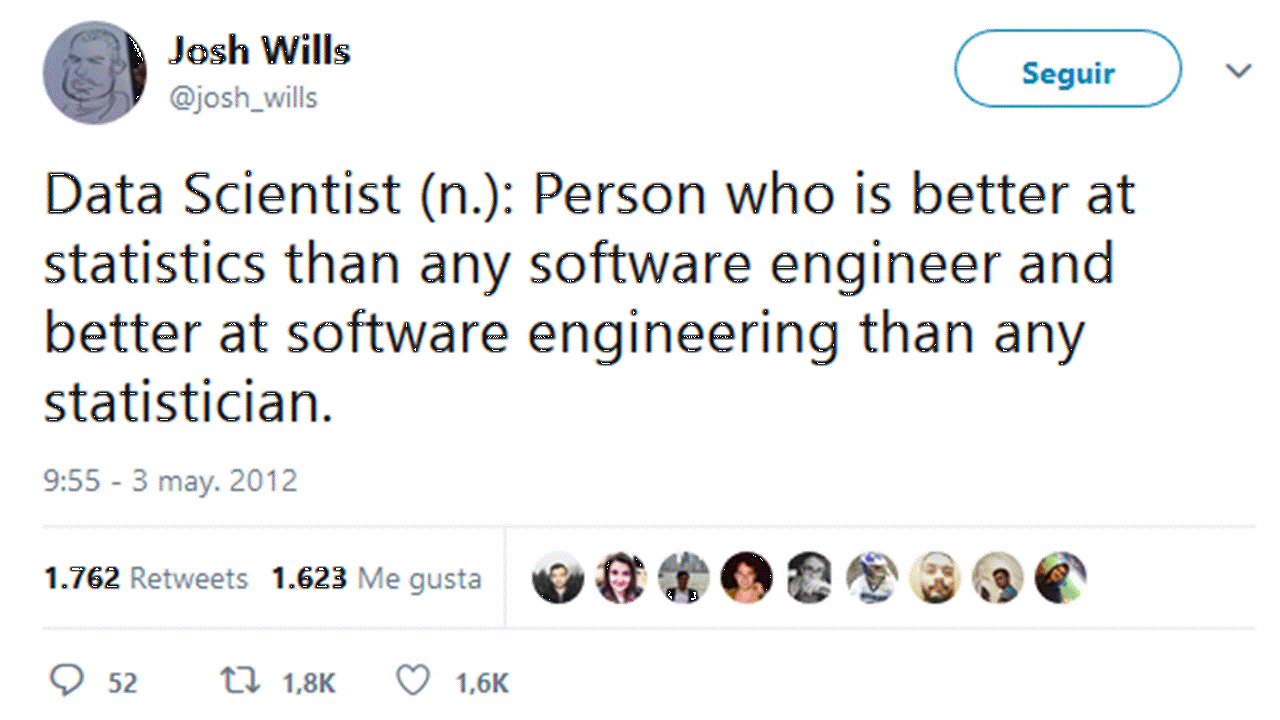 Josh Wills
@josh_wills
Seguir
Data Scientist (n.): Person who is better at
statistics than any software engineer and
better at software engineering than any
statistician.
9:55 - 3 may. 2012
1.762 Retweets 1.623 Me gusta
52 1,8K 1,6K